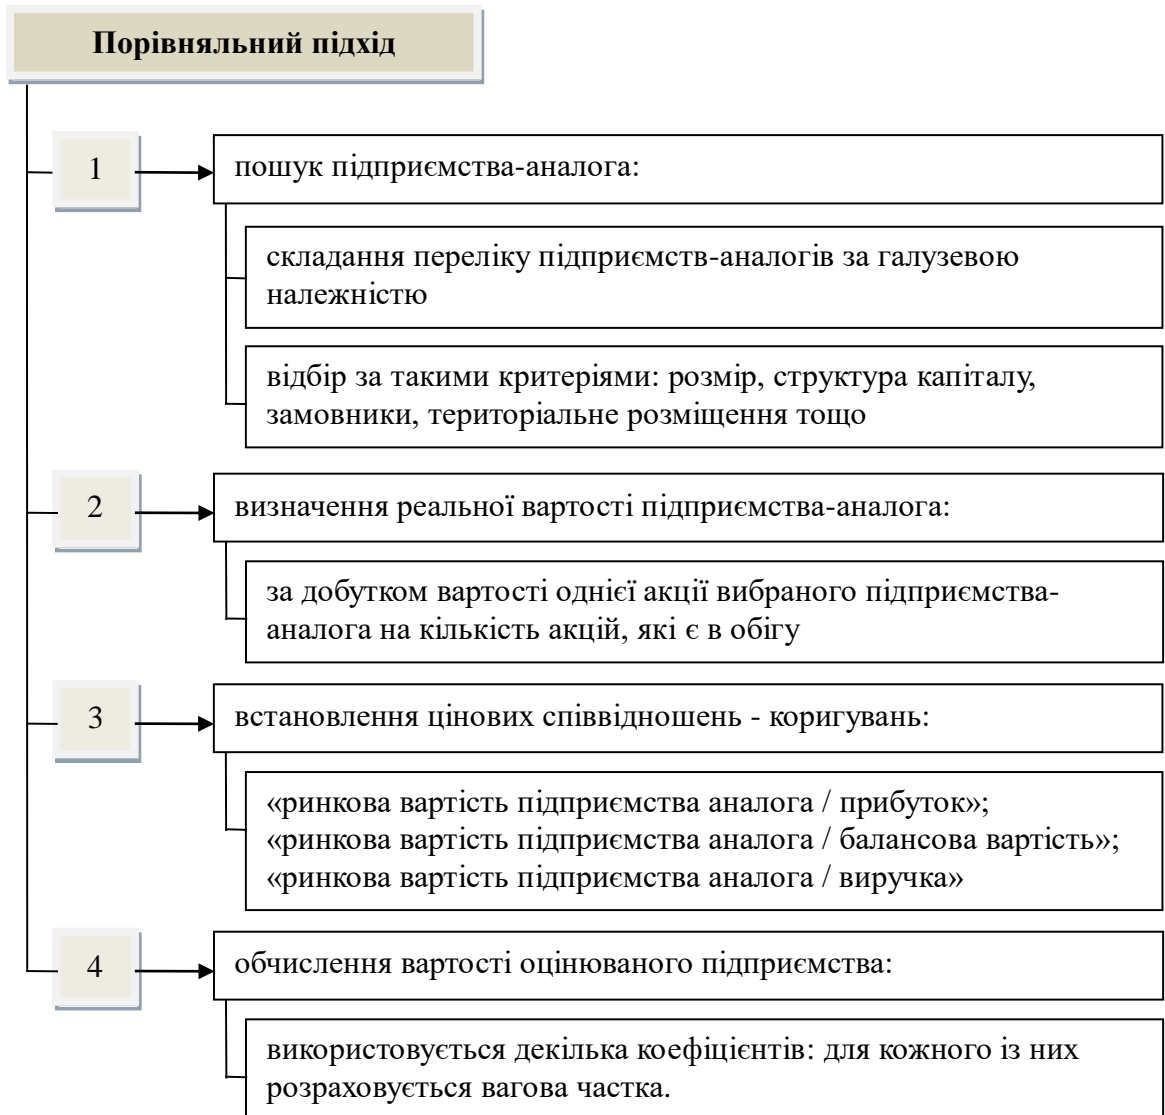 Порівняльний підхід
1
пошук підприємства-аналога:
складання переліку підприємств-аналогів за галузевою
належністю
відбір за такими критеріями: розмір, структура капіталу,
замовники, територіальне розміщення тощо
2
визначення реальної вартості підприємства-аналога:
за добутком вартості однієї акції вибраного підприємства-
аналога на кількість акцій, які є в обігу
3
встановлення цінових співвідношень - коригувань:
«ринкова вартість підприємства аналога / прибуток»;
«ринкова вартість підприємства аналога / балансова вартість»;
«ринкова вартість підприємства аналога / виручка»
4
обчислення вартості оцінюваного підприємства:
використовується декілька коефіцієнтів: для кожного із них
розраховується вагова частка.